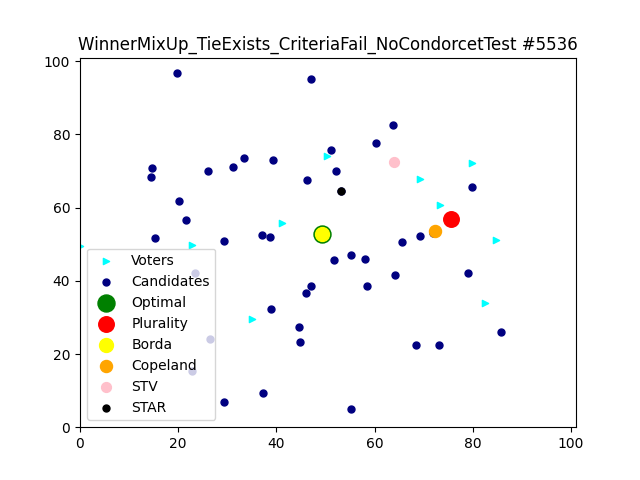 WinnerMixUp_TieExists_CriteriaFail_NoCondorcetTest #5536
100
80
60
40
20
0
Voters
Candidates
Optimal
Plurality
Borda
Copeland
STV
STAR
0 20 40 60 80 100